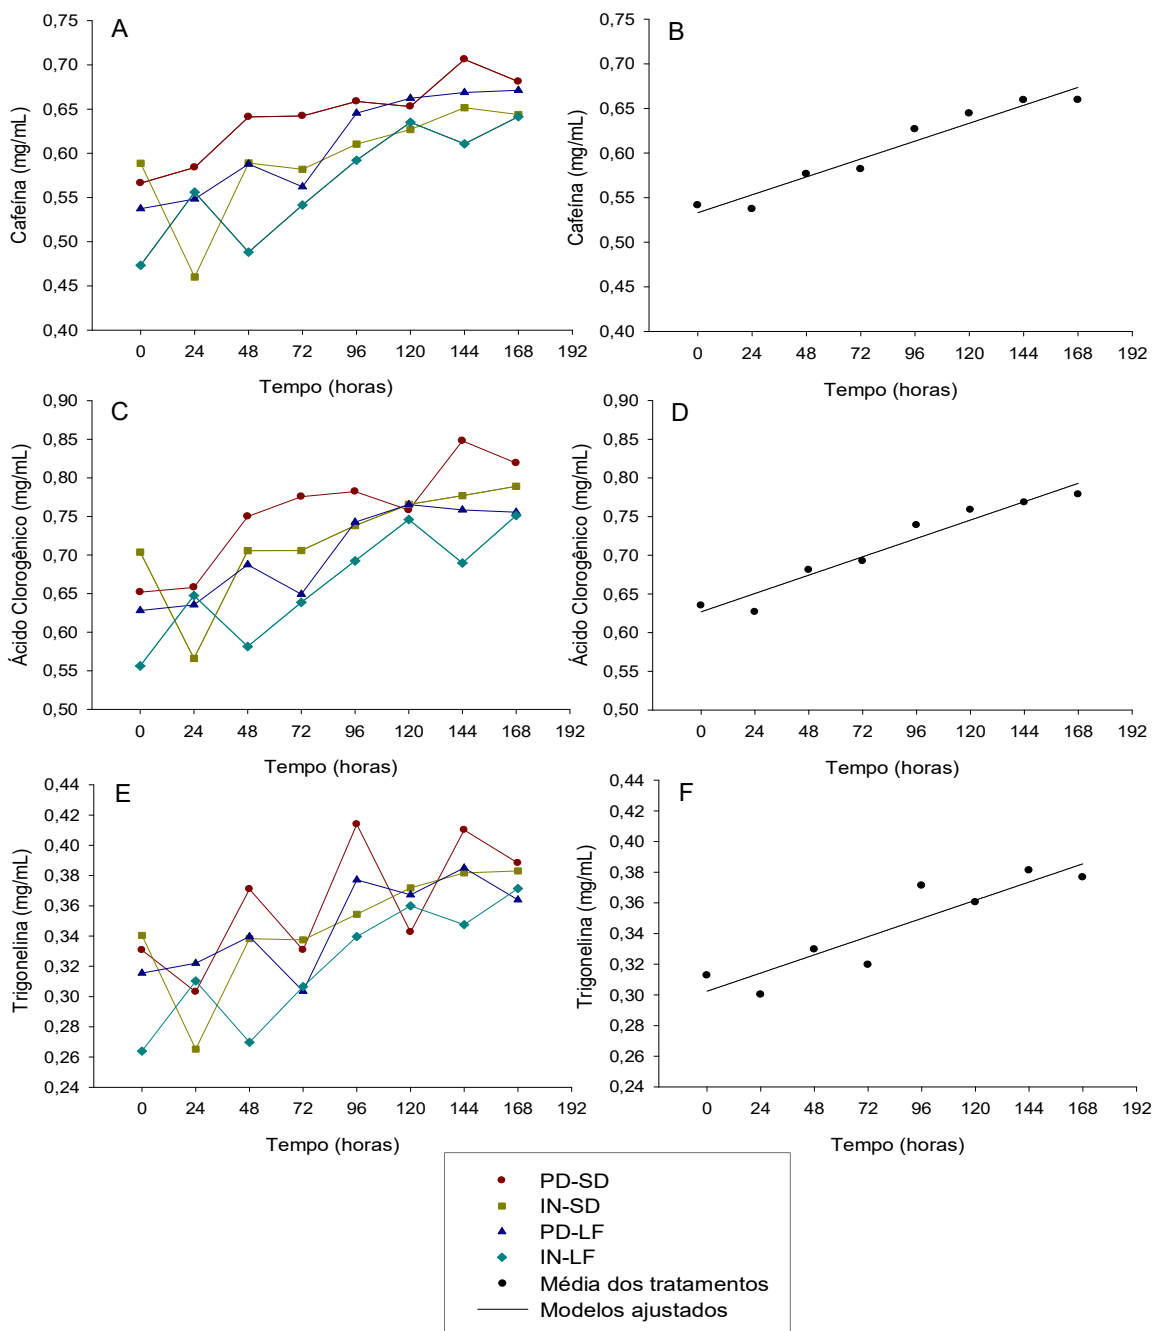 A
Cafeína (mg/mL)
0,75
0,70
0,65
0,60
0,55
0,50
0,45
0,40
0 24 48 72 96 120 144 168 192
Tempo (horas)
B
Cafeína (mg/mL)
0,75
0,70
0,65
0,60
0,55
0,50
0,45
0,40
0 24 48 72 96 120 144 168 192
Tempo (horas)
C
Ácido Clorogênico (mg/mL)
0,90
0,85
0,80
0,75
0,70
0,65
0,60
0,55
0,50
0 24 48 72 96 120 144 168 192
Tempo (horas)
D
Ácido Clorogênico (mg/mL)
0,90
0,85
0,80
0,75
0,70
0,65
0,60
0,55
0,50
0 24 48 72 96 120 144 168 192
Tempo (horas)
E
Trigonelina (mg/mL)
0,44
0,42
0,40
0,38
0,36
0,34
0,32
0,30
0,28
0,26
0,24
0 24 48 72 96 120 144 168 192
Tempo (horas)
F
Trigonelina (mg/mL)
0,44
0,42
0,40
0,38
0,36
0,34
0,32
0,30
0,28
0,26
0,24
0 24 48 72 96 120 144 168 192
Tempo (horas)
PD-SD
IN-SD
PD-LF
IN-LF
Média dos tratamentos
Modelos ajustados